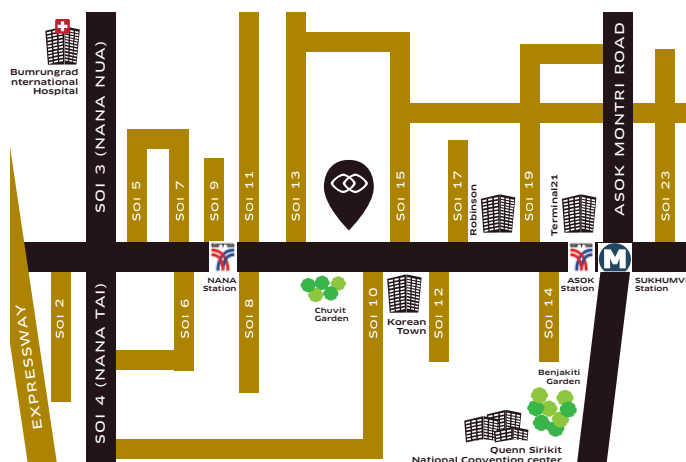 Bumrungrad
nternational
Hospital
SOI 3 (NANA NUA)
SOI 5
SOI 7
SOI 9
SOI 11
SOI 13
SOI 15
SOI 17
Robinson
SOI 19
Terminal21
ASOK MONTRI ROAD
SOI 23
BTS
NANA
Station
BTS
ASOK
Station
M
SUKHUMVI
Station
EXPRESSWAY
SOI 2
SOI 4 (NANA TAI)
SOI 6
SOI 8
Chuvit
Garden
SOI 10
Korean
Town
SOI 12
SOI 14
Benjakiti
Garden
Quenn Sirikit
National Convention center